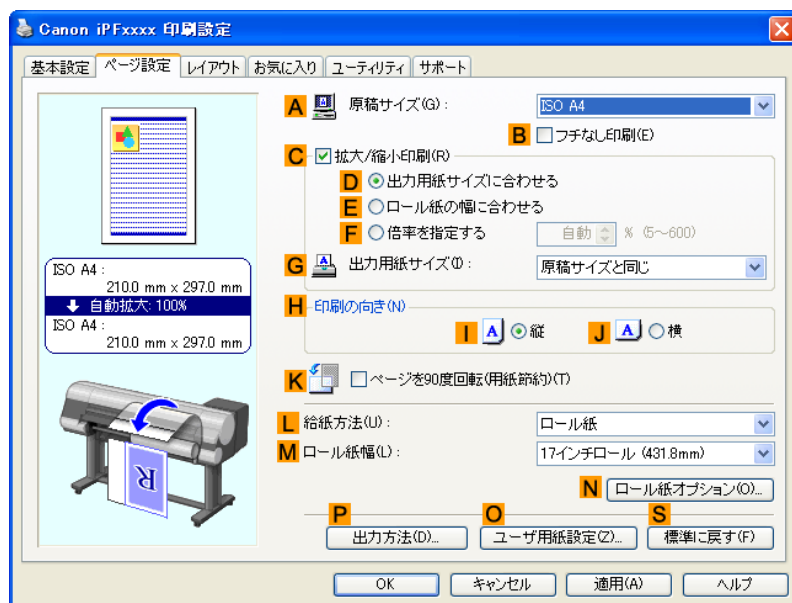 Canon iPFxxxx 印刷設定
基本設定 ページ設定 レイアウト お気に入り ユーティリティ サポート
A 原稿サイズ(G) : ISO A4
B フチなし印刷(E)
C 拡大/縮小印刷(R)
D 出力用紙サイズに合わせる
E ロール紙の幅に合わせる
F 倍率を指定する 自動 % (5～600)
G 出力用紙サイズ(I) : 原稿サイズと同じ
ISO A4 :
210.0 mm x 297.0 mm
自動拡大: 100%
ISO A4 :
210.0 mm x 297.0 mm
H 印刷の向き(N)
I A 縦 J A 横
K ページを90度回転(用紙節約)(T)
L 給紙方法(U) : ロール紙
M ロール紙幅(L) : 17インチロール (431.8mm)
R
N ロール紙オプション(O)...
P O S
出力方法(D)... ユーザ用紙設定(Z)... 標準に戻す(F)
OK キャンセル 適用(A) ヘルプ